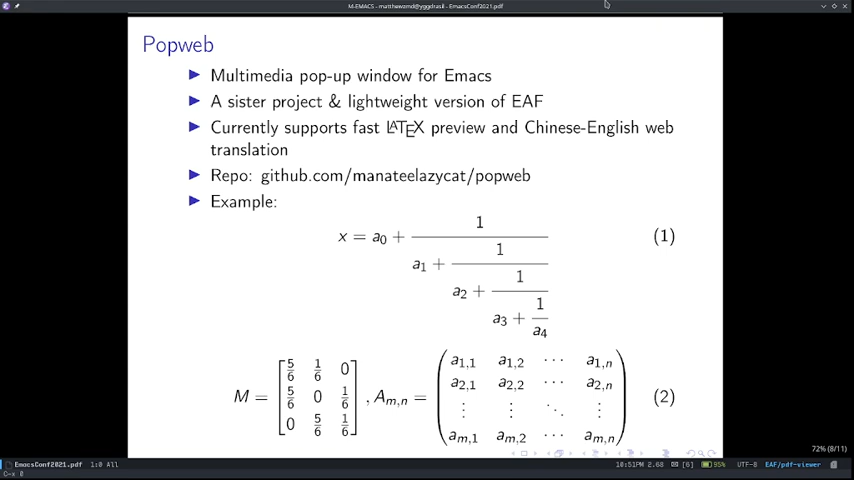 M-EMACS - matthewzmd@yggdrasil - EmacsConf2021.pdf
Popweb
▶ Multimedia pop-up window for Emacs
▶ A sister project & lightweight version of EAF
▶ Currently supports fast LATEX preview and Chinese-English web
translation
▶ Repo: github.com/manateelazycat/popweb
▶ Example:
x = a0 + 1/(a1 + 1/(a2 + 1/(a3 + 1/a4))) (1)
M = [5/6 1/6 0; 5/6 0 1/6; 0 5/6 1/6], Am,n = (a1,1 a1,2 ⋯ a1,n; a2,1 a2,2 ⋯ a2,n; ⋮ ⋮ ⋱ ⋮; am,1 am,2 ⋯ am,n) (2)
72% (8/11)
EmacsConf2021.pdf 1:0 All 10:51PM 2.68 [6] 95% UTF-8 EAF/pdf-viewer
C-x 0